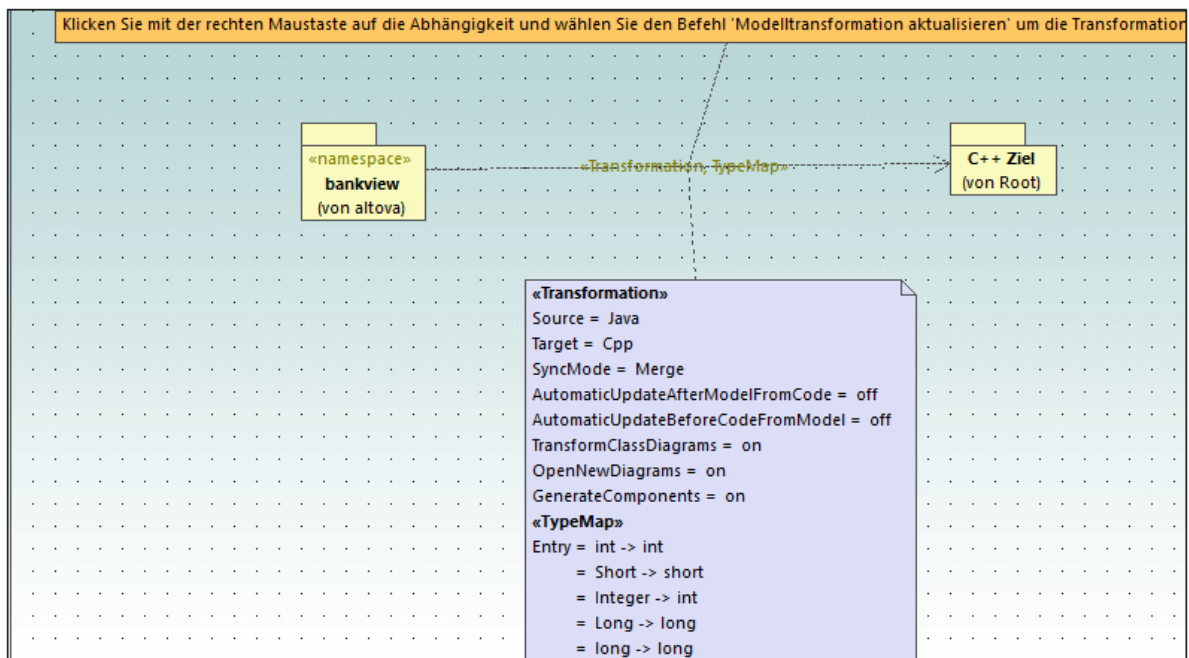 Klicken Sie mit der rechten Maustaste auf die Abhängigkeit und wählen Sie den Befehl 'Modelltransformation aktualisieren' um die Transformation
«namespace»
bankview
(von altova)
«Transformation, TypeMap»
C++ Ziel
(von Root)
«Transformation»
Source = Java
Target = Cpp
SyncMode = Merge
AutomaticUpdateAfterModelFromCode = off
AutomaticUpdateBeforeCodeFromModel = off
TransformClassDiagrams = on
OpenNewDiagrams = on
GenerateComponents = on
«TypeMap»
Entry = int -> int
= Short -> short
= Integer -> int
= Long -> long
= long -> long